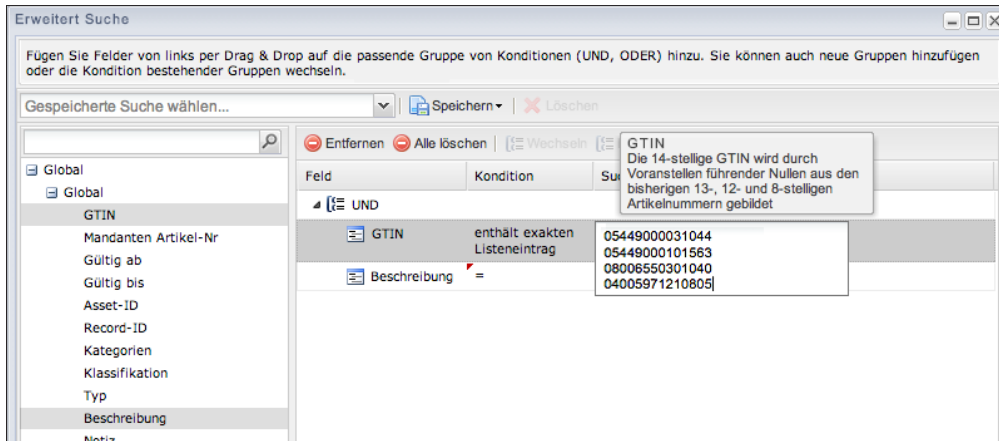 Erweitert Suche
Fügen Sie Felder von links per Drag & Drop auf die passende Gruppe von Konditionen (UND, ODER) hinzu. Sie können auch neue Gruppen hinzufügen
oder die Kondition bestehender Gruppen wechseln.
Gespeicherte Suche wählen...
Speichern
Löschen
Entfernen
Alle löschen
Wechseln
GTIN
Die 14-stellige GTIN wird durch
Voranstellen führender Nullen aus den
bisherigen 13-, 12- und 8-stelligen
Artikelnummern gebildet
Global
Global
GTIN
Mandanten Artikel-Nr
Gültig ab
Gültig bis
Asset-ID
Record-ID
Kategorien
Klassifikation
Typ
Beschreibung
Notiz
Feld
Kondition
UND
GTIN
enthält exakten
Listeneintrag
05449000031044
05449000101563
08006550301040
04005971210805
Beschreibung
=